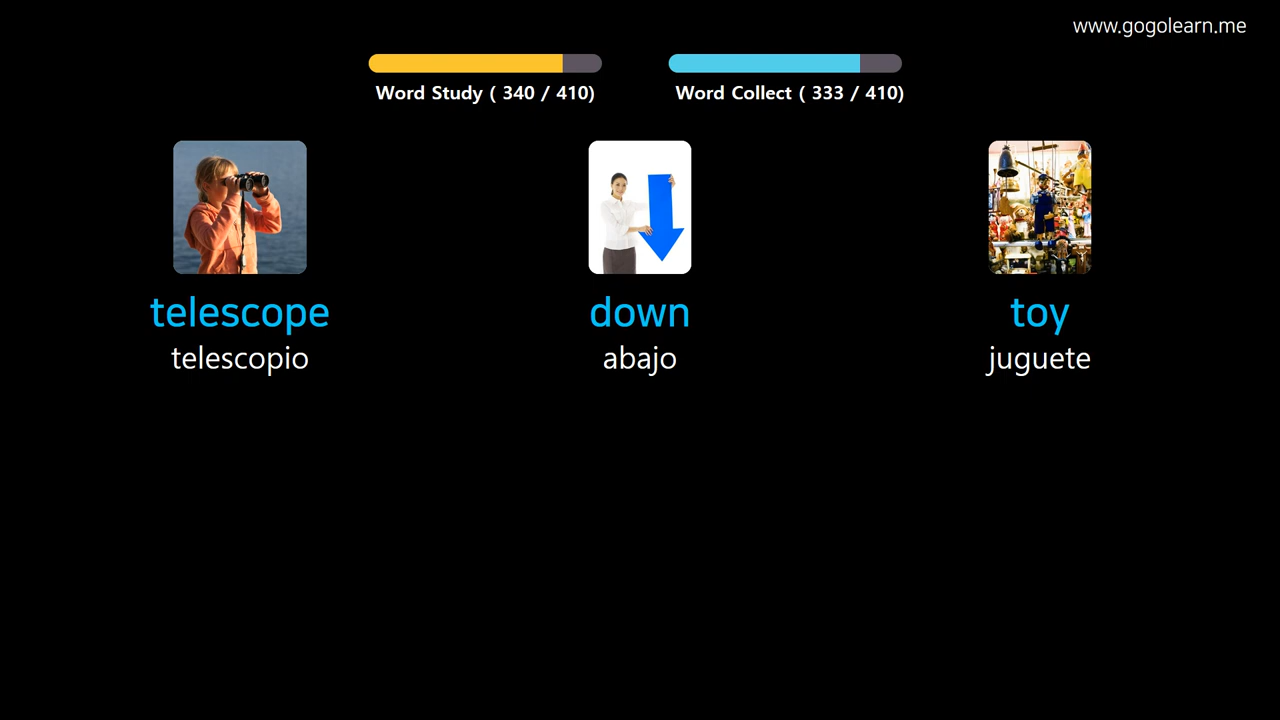 www.gogolearn.me
Word Study ( 340 / 410)
Word Collect ( 333 / 410)
telescope
telescopio
down
abajo
toy
juguete